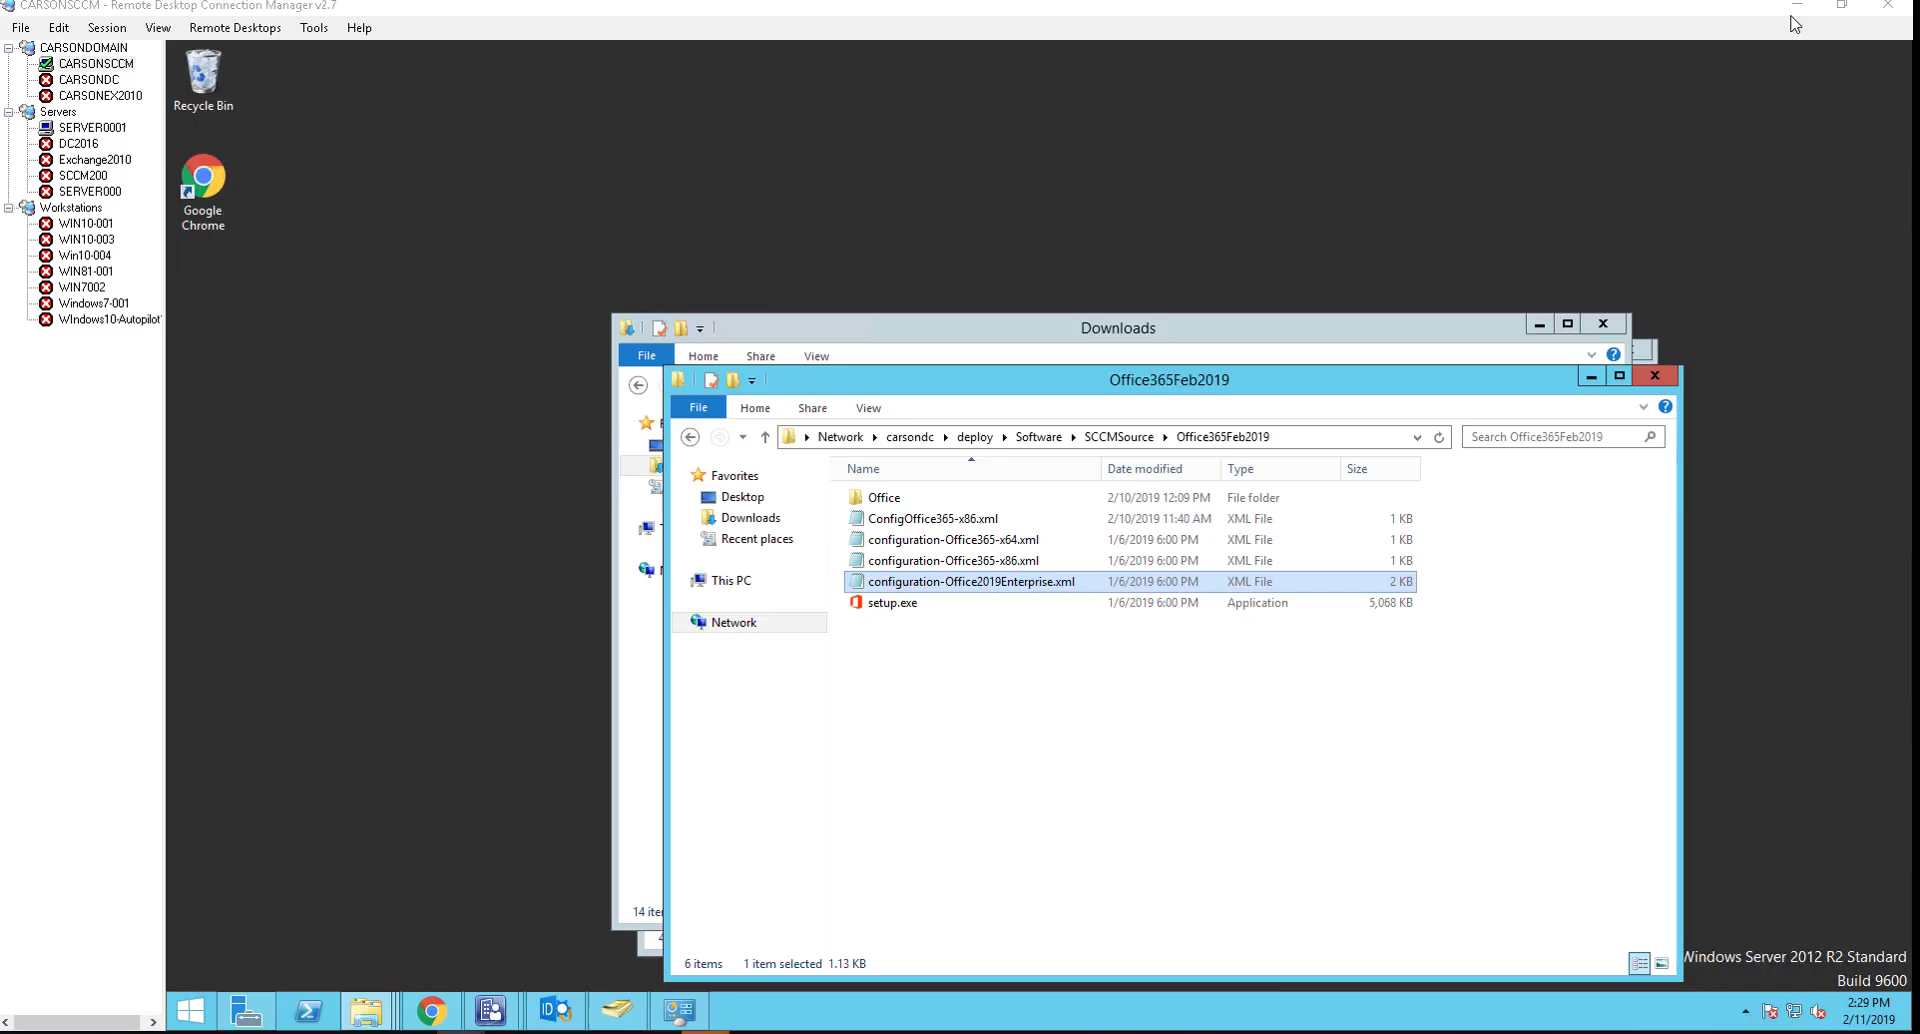 CARSONSCCM - Remote Desktop Connection Manager v2.7
File Edit Session View Remote Desktops Tools Help
CARSONDOMAIN
CARSONSCCM
CARSONDC
CARSONEX2010
Servers
SERVER0001
DC2016
Exchange2010
SCCM200
SERVER000
Workstations
WIN10-001
WIN10-003
Win10-004
WIN81-001
WIN7002
Windows7-001
WIndows10-Autopilot
Recycle Bin
Google
Chrome
Downloads
File Home Share View
Office365Feb2019
File Home Share View
Network carsondc deploy Software SCCMSource Office365Feb2019
Search Office365Feb2019
Favorites
Desktop
Downloads
Recent places
This PC
Network
Name Date modified Type Size
Office 2/10/2019 12:09 PM File folder
ConfigOffice365-x86.xml 2/10/2019 11:40 AM XML File 1 KB
configuration-Office365-x64.xml 1/6/2019 6:00 PM XML File 1 KB
configuration-Office365-x86.xml 1/6/2019 6:00 PM XML File 1 KB
configuration-Office2019Enterprise.xml 1/6/2019 6:00 PM XML File 2 KB
setup.exe 1/6/2019 6:00 PM Application 5,068 KB
14 ite
6 items 1 item selected 1.13 KB
Windows Server 2012 R2 Standard
Build 9600
2:29 PM
2/11/2019